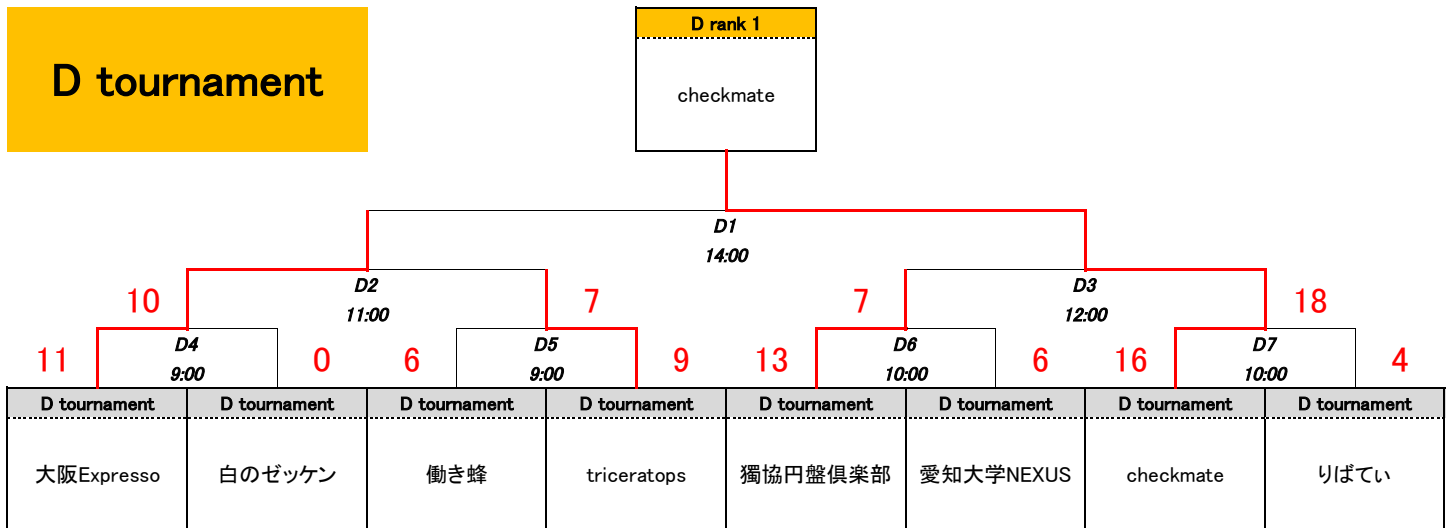 D rank 1
D tournament
checkmate
D1
14:00
D2
11:00
D3
12:00
10
7
7
18
D4
9:00
D5
9:00
D6
10:00
D7
10:00
11
0
6
9
13
6
16
4
D tournament
D tournament
D tournament
D tournament
D tournament
D tournament
D tournament
D tournament
大阪Expresso
白のゼッケン
働き蜂
triceratops
獨協円盤倶楽部
愛知大学NEXUS
checkmate
りばてぃ